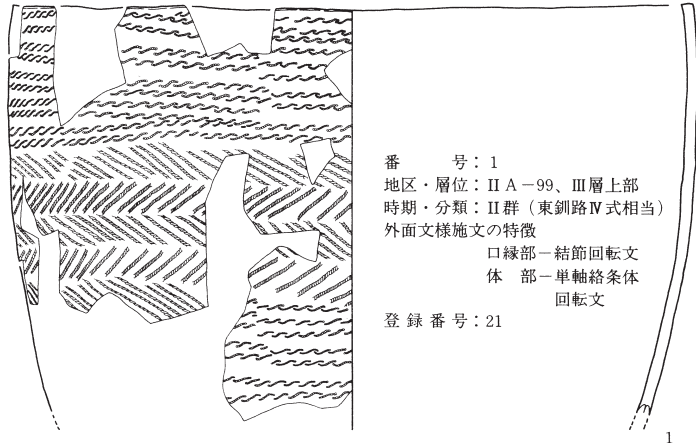 番　　号：1
地区・層位：ⅡA－99、Ⅲ層上部
時期・分類：Ⅱ群（東釧路Ⅳ式相当）
外面文様施文の特徴
口縁部－結節回転文
体　部－単軸絡条体
回転文
登録番号：21
1